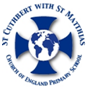 ST CUTHBERT WITH ST MATTHIAS
CHURCH OF ENGLAND PRIMARY SCHOOL